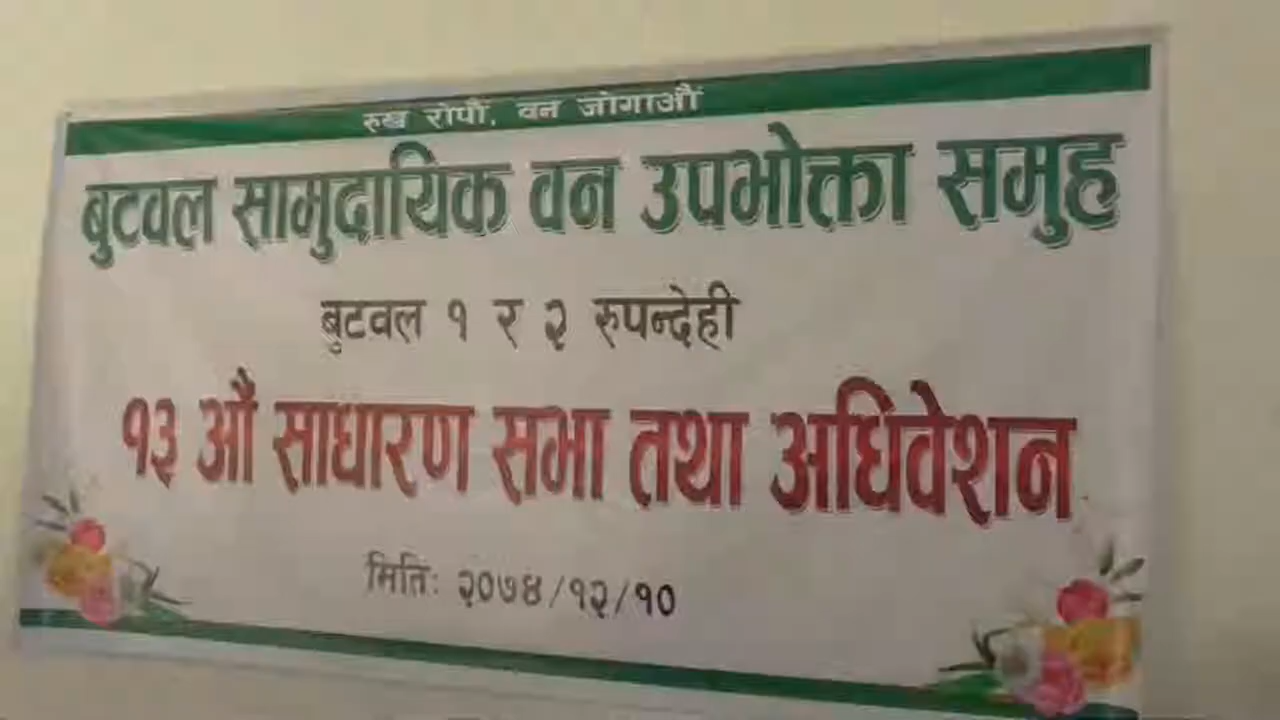 रुख रोपौं, वन जोगाऔं
बुटवल सामुदायिक वन उपभोक्ता समुह
बुटवल १ र २ रुपन्देही
१३ औं साधारण सभा तथा अधिवेशन
मितिः २०७४/१२/१०